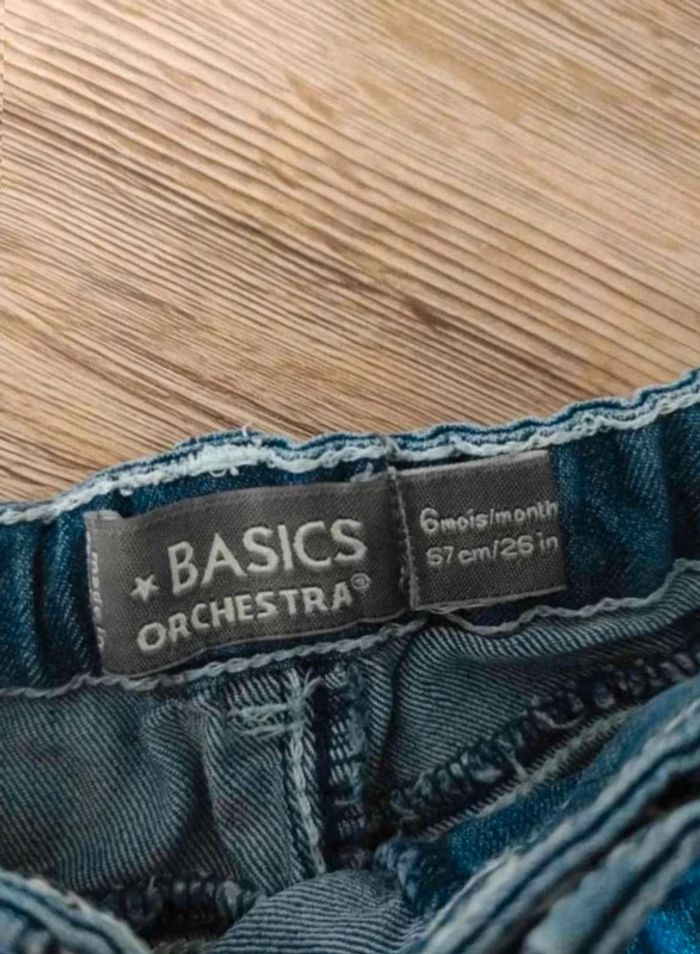 ★ BASICS
ORCHESTRA®
6mois/month
67cm/26in